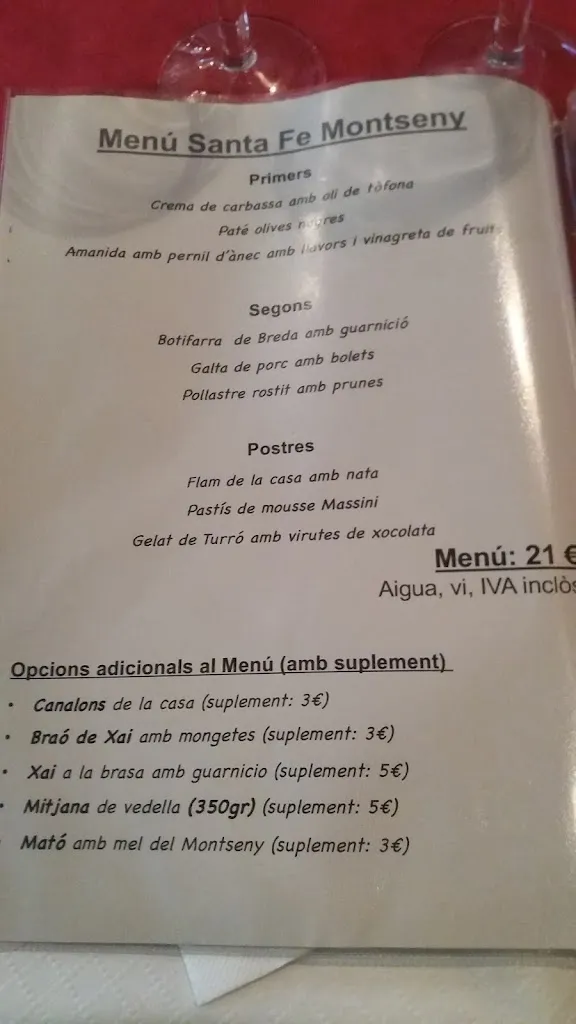 Menú Santa Fe Montseny
Primers
Crema de carbassa amb oli de tòfona
Paté olives negres
Amanida amb pernil d'ànec amb llavors i vinagreta de fruits
Segons
Botifarra de Breda amb guarnició
Galta de porc amb bolets
Pollastre rostit amb prunes
Postres
Flam de la casa amb nata
Pastís de mousse Massini
Gelat de Turró amb virutes de xocolata
Menú: 21 €
Aigua, vi, IVA inclòs
Opcions adicionals al Menú (amb suplement)
• Canalons de la casa (suplement: 3€)
• Braó de Xai amb mongetes (suplement: 3€)
• Xai a la brasa amb guarnicio (suplement: 5€)
• Mitjana de vedella (350gr) (suplement: 5€)
Mató amb mel del Montseny (suplement: 3€)